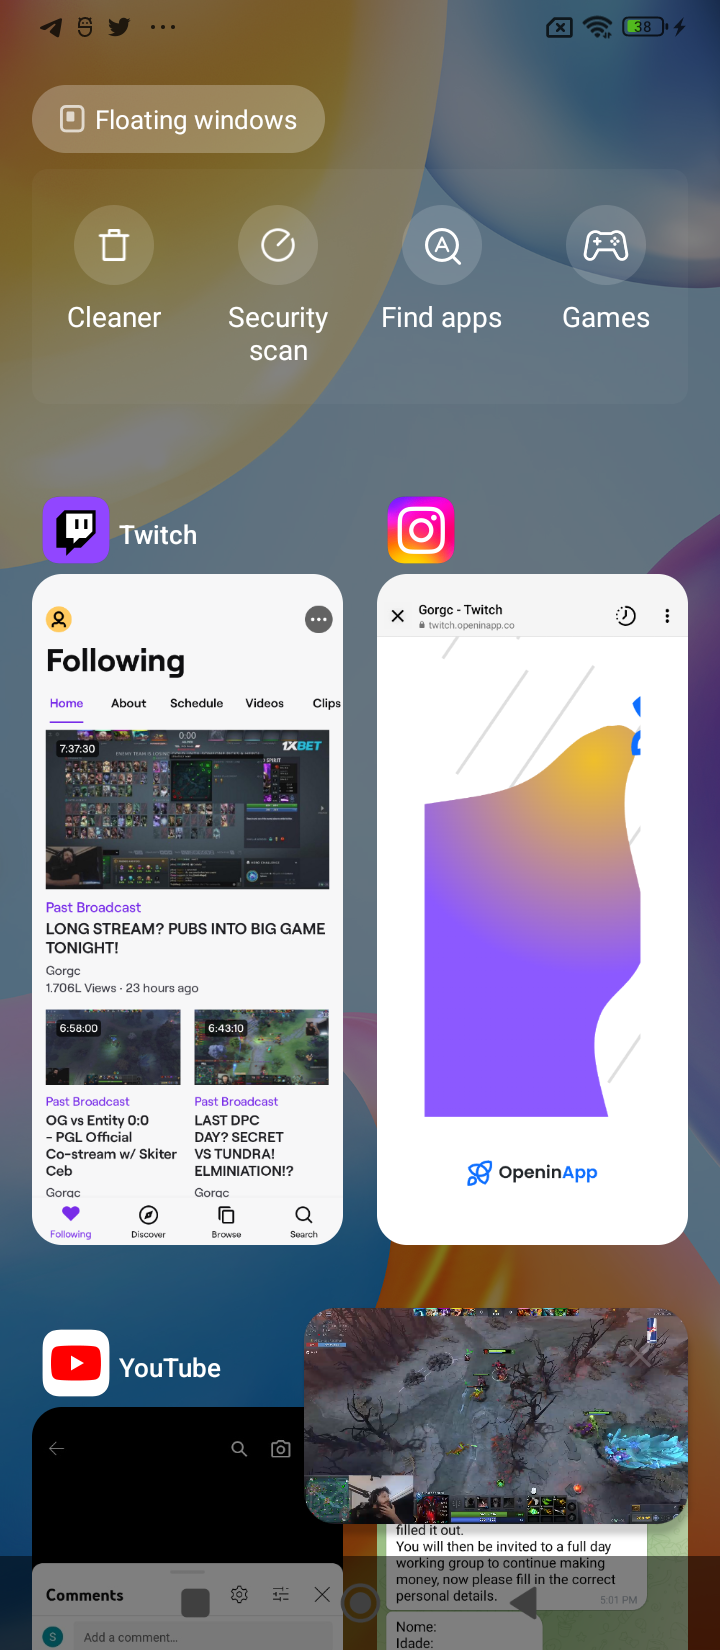 38
Floating windows
Cleaner
Security
scan
Find apps
Games
Twitch
Following
Home About Schedule Videos Clips
7:37:30
0:00
1XBET
Past Broadcast
LONG STREAM? PUBS INTO BIG GAME
TONIGHT!
Gorgc
1.706L Views · 23 hours ago
6:58:00
Past Broadcast
OG vs Entity 0:0
- PGL Official
Co-stream w/ Skiter
Ceb
Gorgc
6:43:10
Past Broadcast
LAST DPC
DAY? SECRET
VS TUNDRA!
ELMINIATION!?
Gorgc
Following Discover Browse Search
Gorgc - Twitch
twitch.openinapp.co
OpeninApp
YouTube
Comments
S
Add a comment...
filled it out.
You will then be invited to a full day
working group to continue making
money, now please fill in the correct
personal details.
5:01 PM
Nome:
Idade: